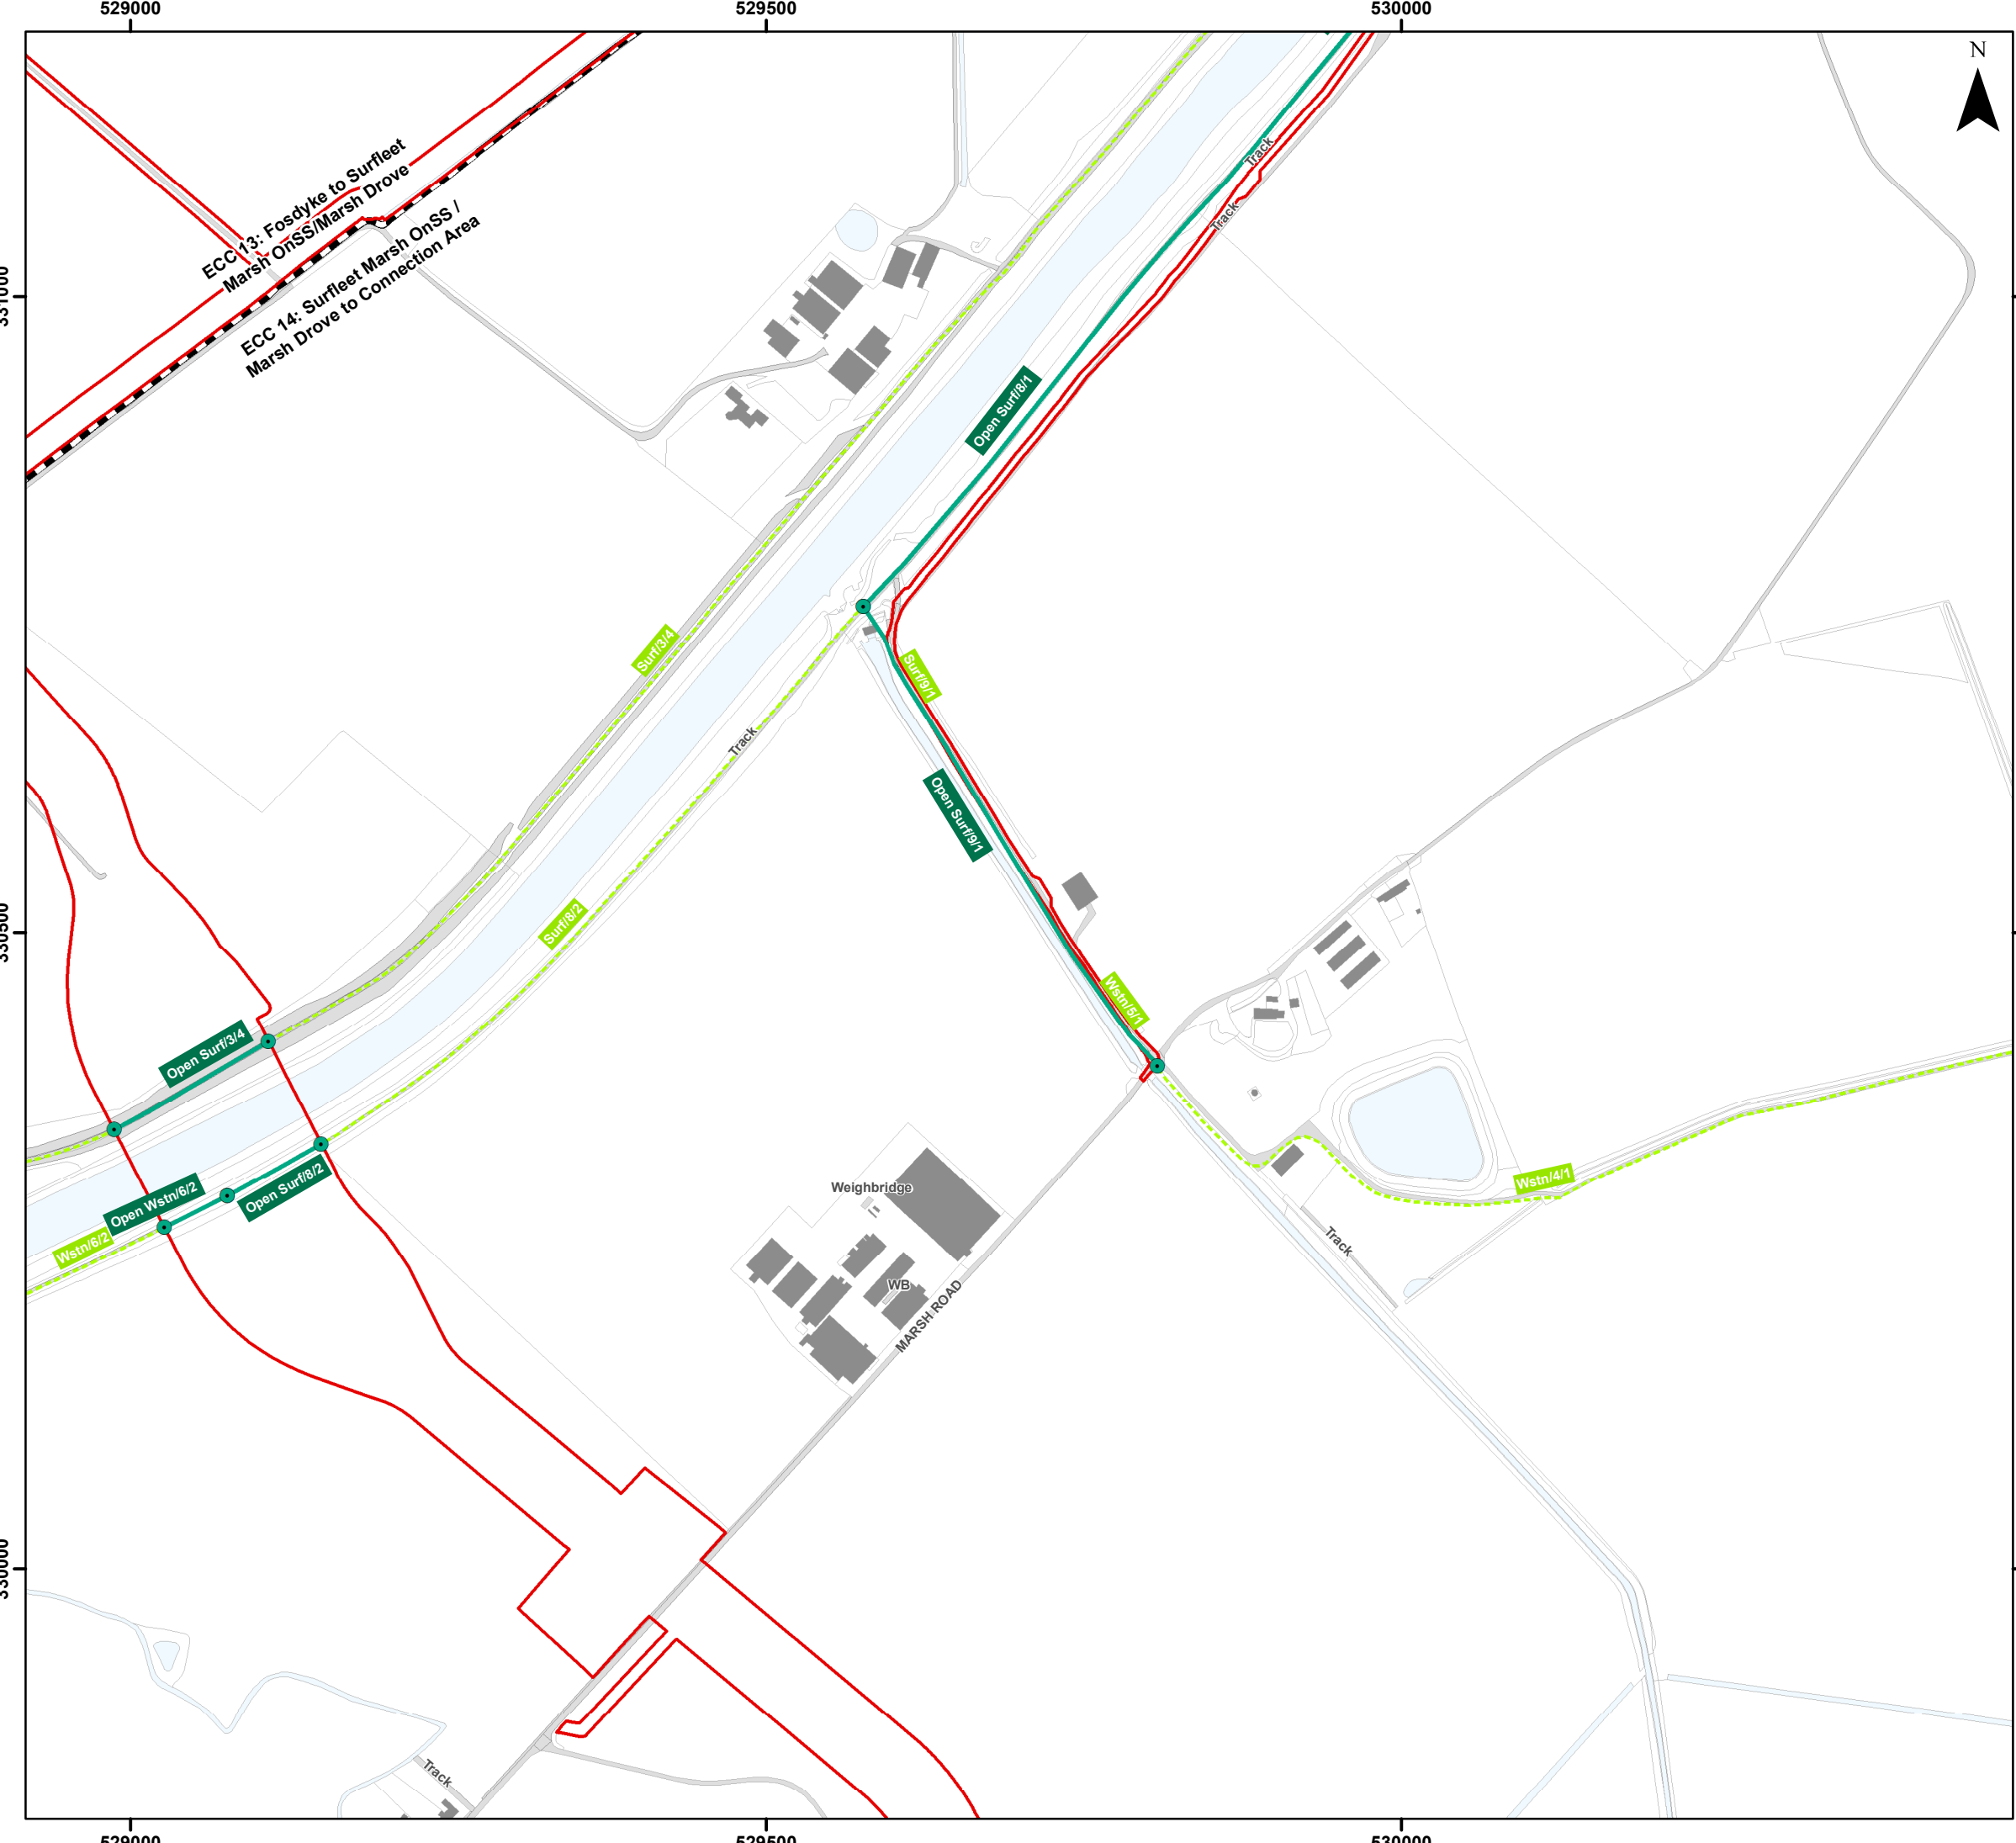 529000
529500
530000
N
ECC 13: Fosdyke to Surfleet
Marsh OnSS/Marsh Drove
ECC 14: Surfleet Marsh OnSS /
Marsh Drove to Connection Area
Track
Track
Open Surf/8/1
Surf/3/4
Surf/9/1
Track
Open Surf/9/1
Surf/8/2
Wstn/5/1
Open Surf/3/4
Open Wstn/6/2
Open Surf/8/2
Wstn/6/2
Weighbridge
Wstn/4/1
Track
WB
MARSH ROAD
330000
Track
529000
529500
530000